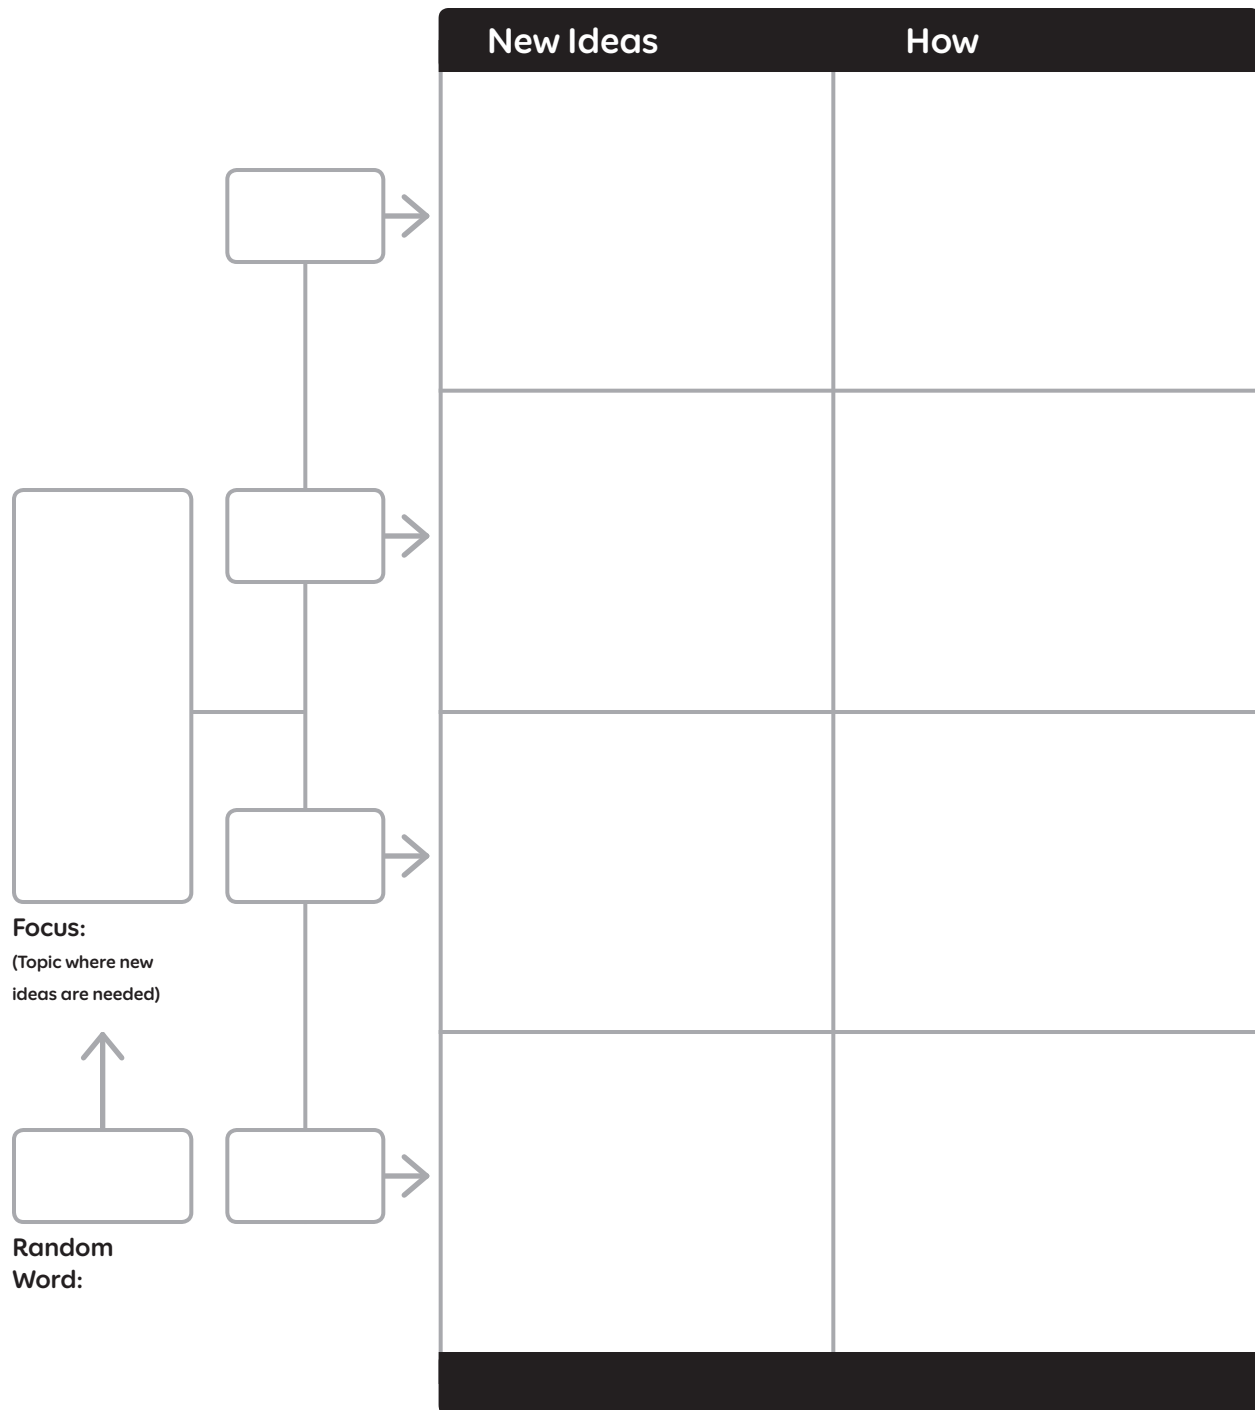 New Ideas
How
Focus:
(Topic where new
ideas are needed)
Random
Word: